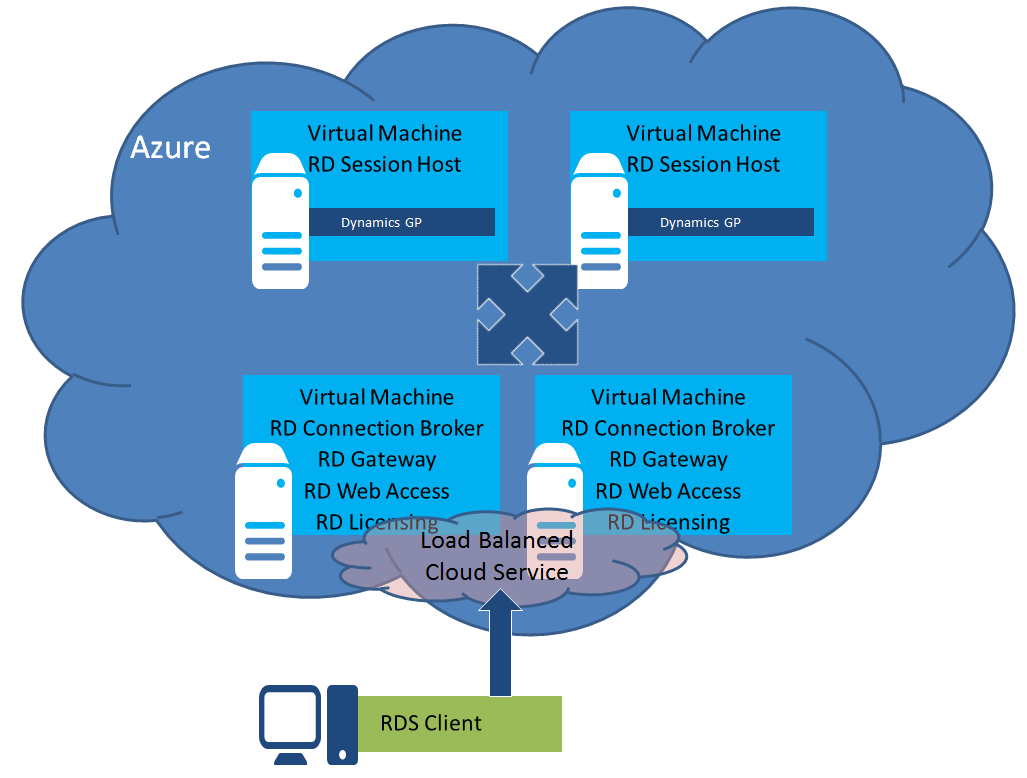 Azure
Virtual Machine
RD Session Host
Dynamics GP
Virtual Machine
RD Session Host
Dynamics GP
Virtual Machine
RD Connection Broker
RD Gateway
RD Web Access
RD Licensing
Virtual Machine
RD Connection Broker
RD Gateway
RD Web Access
RD Licensing
Load Balanced
Cloud Service
RDS Client